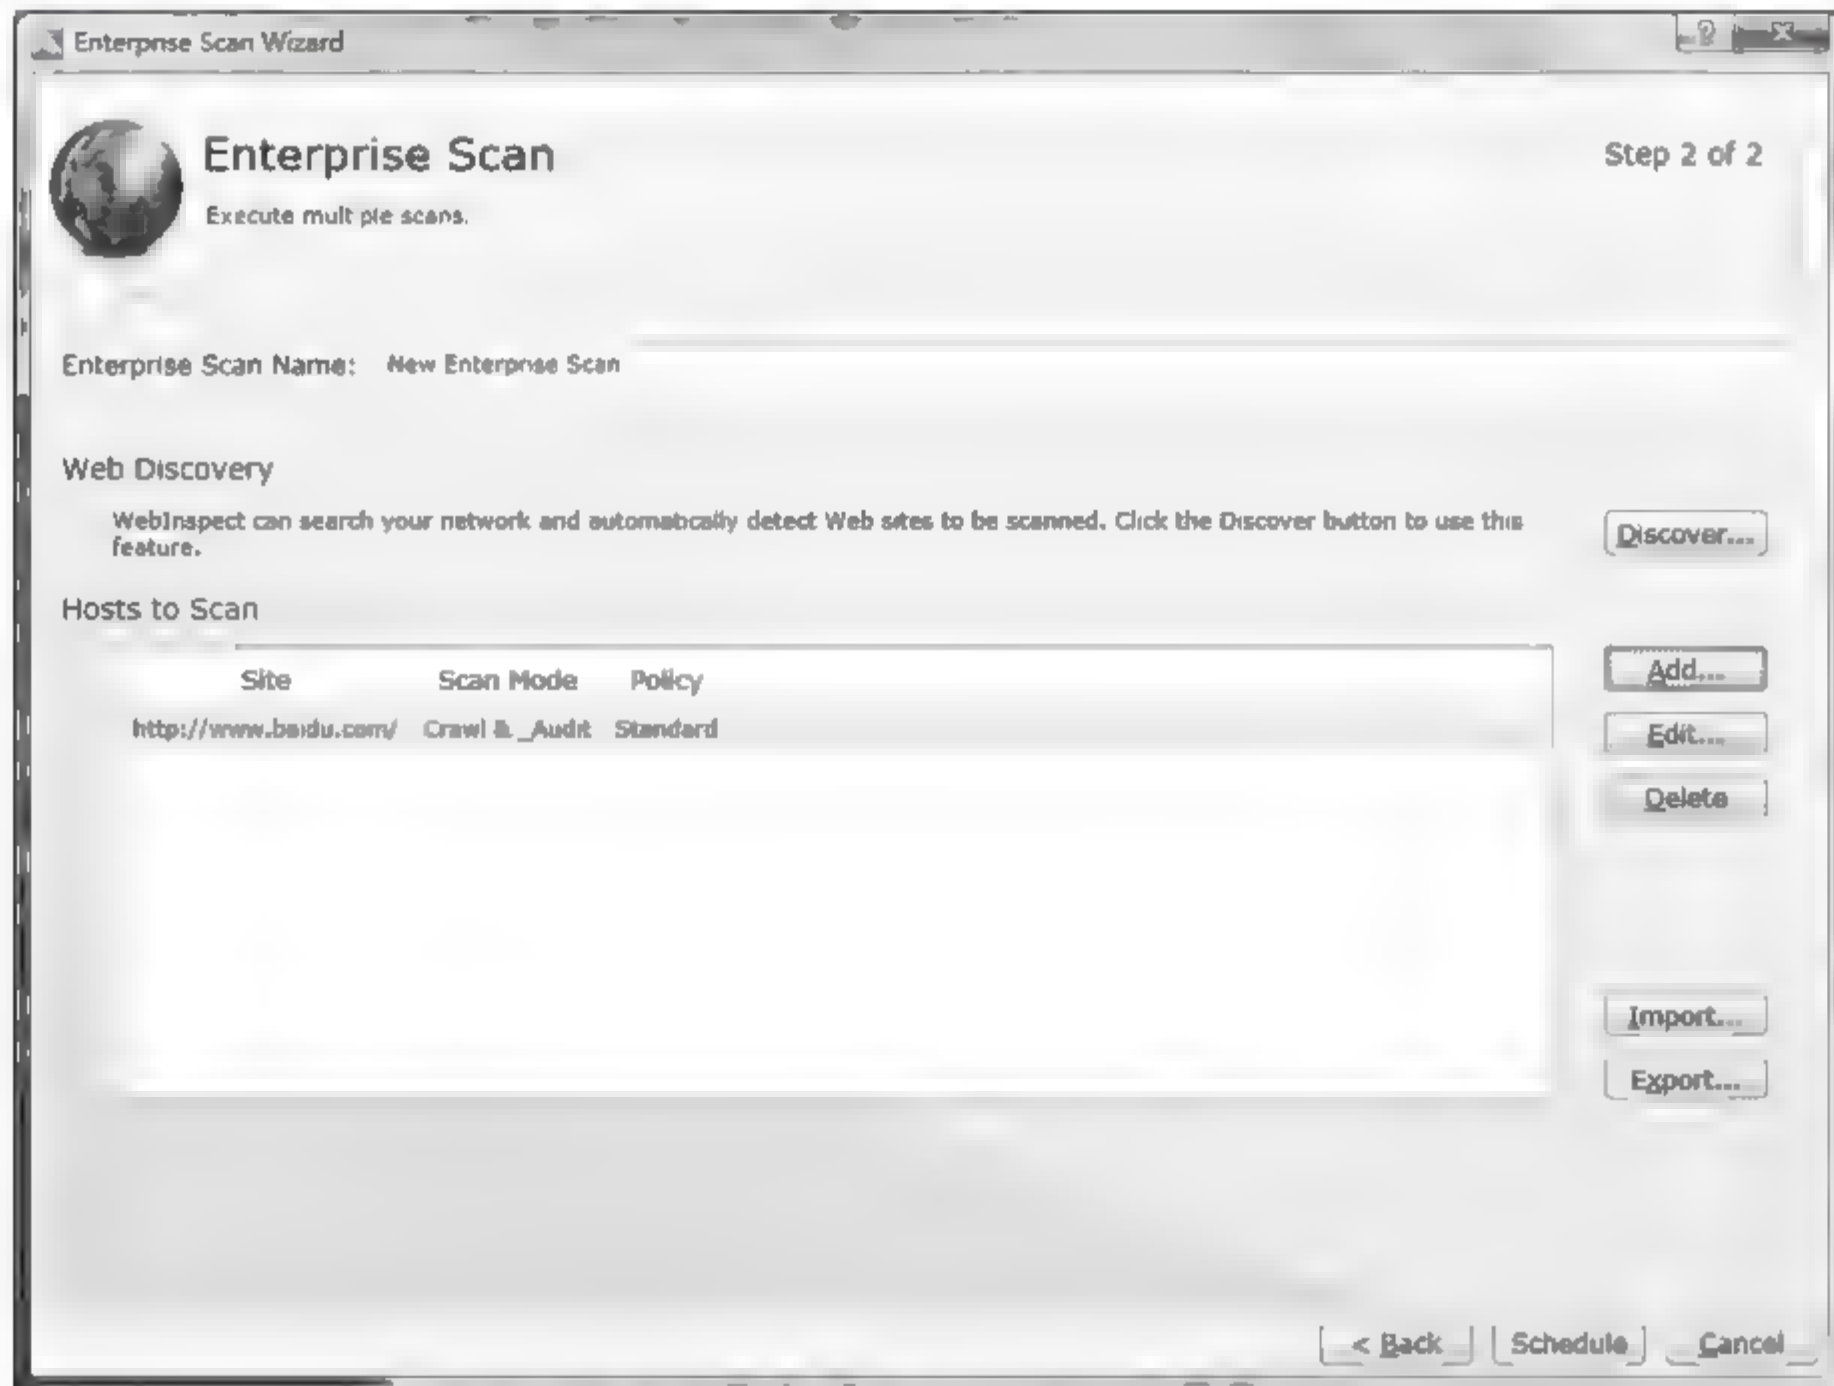 Enterprise Scan Wizard
Enterprise Scan
Step 2 of 2
Execute multiple scans.
Enterprise Scan Name: New Enterprise Scan
Web Discovery
WebInspect can search your network and automatically detect Web sites to be scanned. Click the Discover button to use this
feature.
Discover...
Hosts to Scan
Site Scan Mode Policy
http://www.baidu.com/ Crawl & _Audit Standard
Add...
Edit...
Delete
Import...
Export...
< Back Schedule Cancel